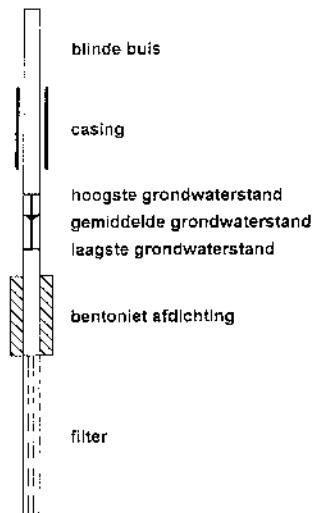 blinde buis
casing
hoogste grondwaterstand
gemiddelde grondwaterstand
laagste grondwaterstand
bentoniet afdichting
filter